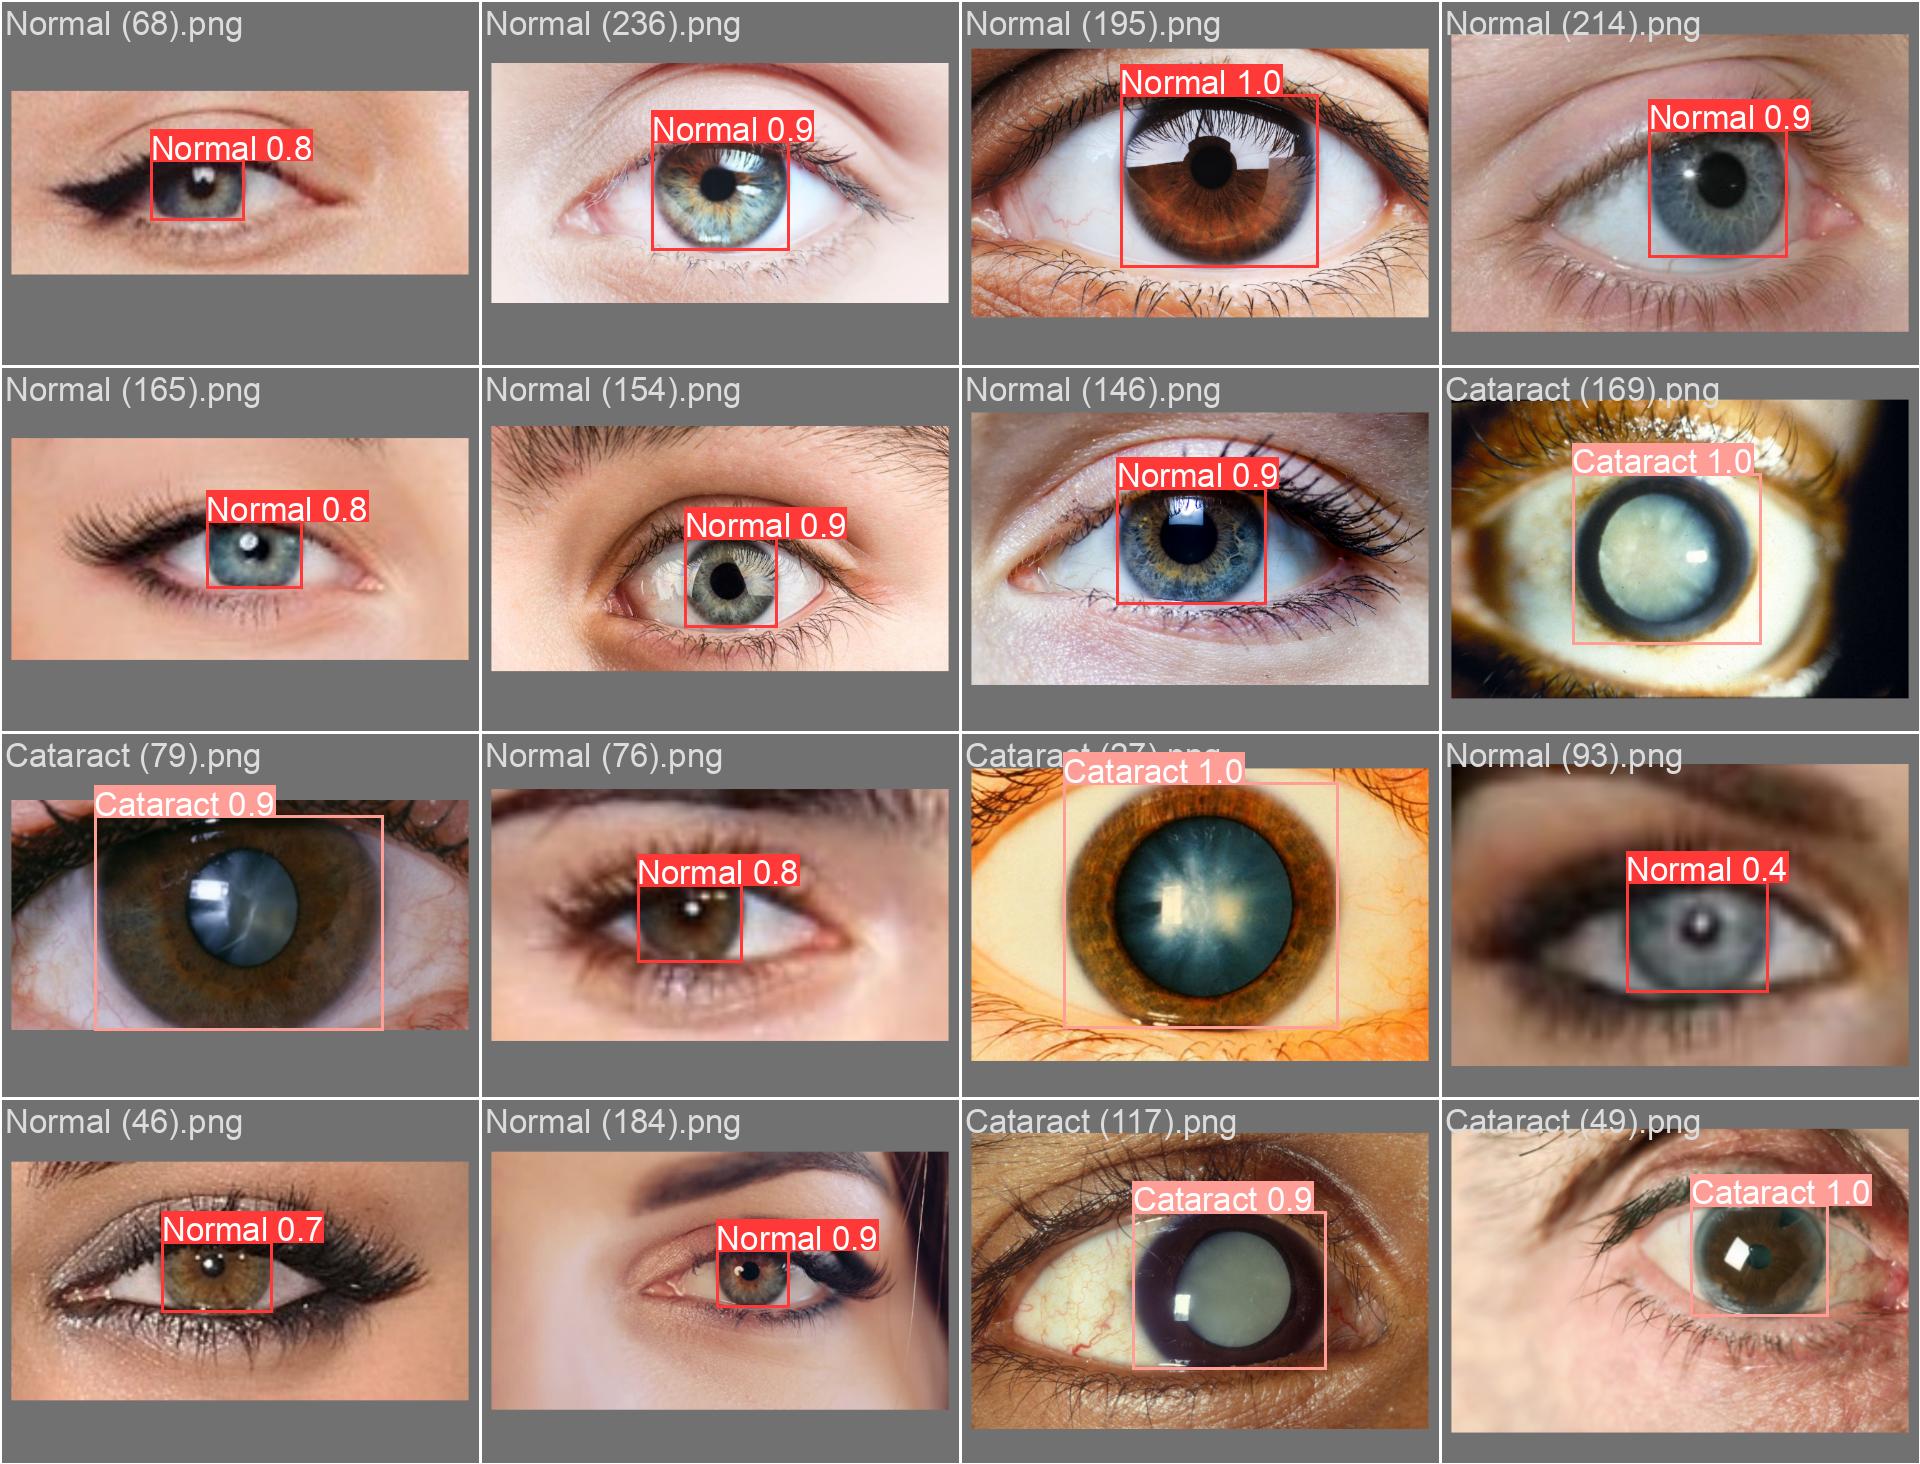 Normal (68).png
Normal 0.8
Normal (236).png
Normal 0.9
Normal (195).png
Normal 1.0
Normal (214).png
Normal 0.9
Normal (165).png
Normal 0.8
Normal (154).png
Normal 0.9
Normal (146).png
Normal 0.9
Cataract (169).png
Cataract 1.0
Cataract (79).png
Cataract 0.9
Normal (76).png
Normal 0.8
Cataract (27).png
Cataract 1.0
Normal (93).png
Normal 0.4
Normal (46).png
Normal 0.7
Normal (184).png
Normal 0.9
Cataract (117).png
Cataract 0.9
Cataract (49).png
Cataract 1.0